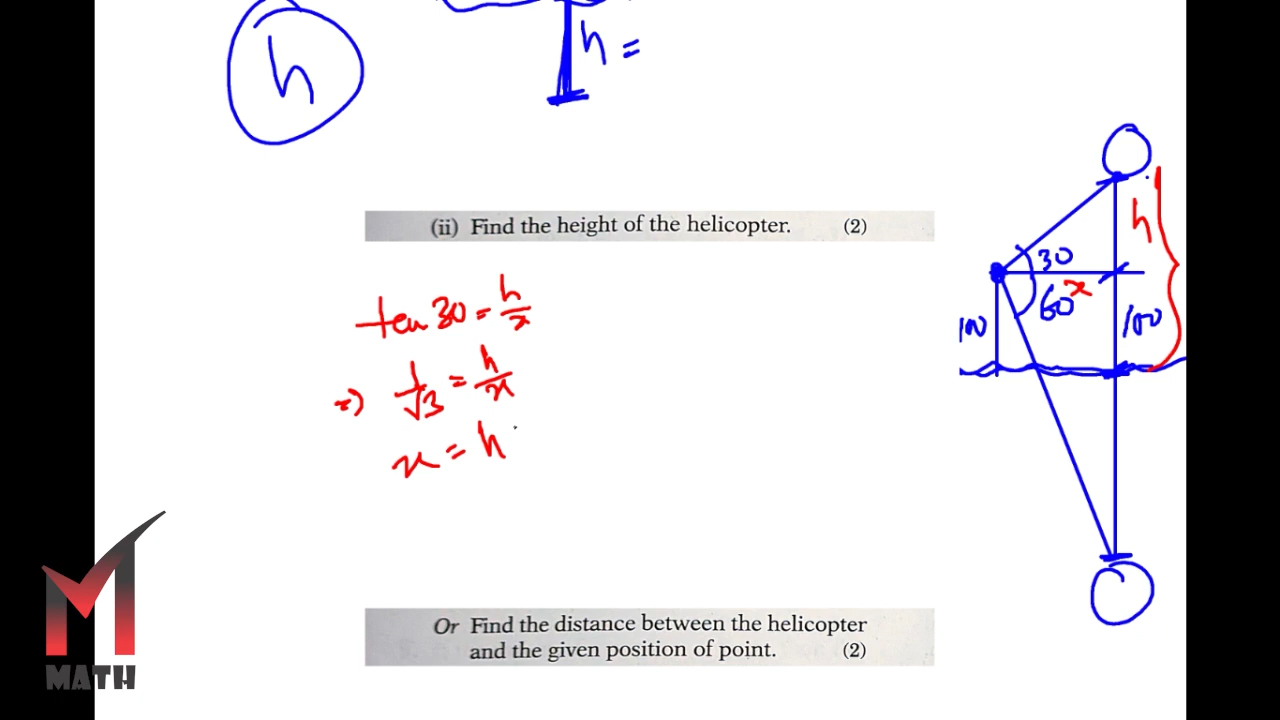 h
h =
(ii) Find the height of the helicopter. (2)
h
30
60
x
100
100
tan 30 = h/x
=) 1/√3 = h/x
x = h
M
MATH
Or Find the distance between the helicopter
and the given position of point. (2)